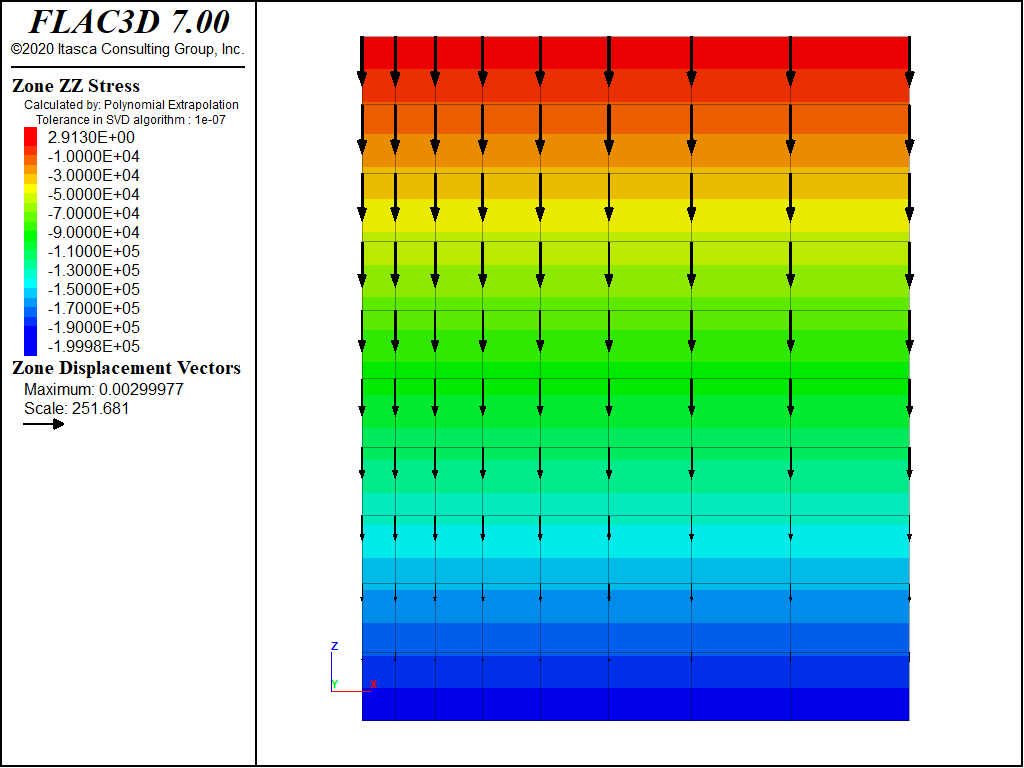 FLAC3D 7.00
©2020 Itasca Consulting Group, Inc.
Zone ZZ Stress
Calculated by: Polynomial Extrapolation
Tolerance in SVD algorithm : 1e-07
2.9130E+00
-1.0000E+04
-3.0000E+04
-5.0000E+04
-7.0000E+04
-9.0000E+04
-1.1000E+05
-1.3000E+05
-1.5000E+05
-1.7000E+05
-1.9000E+05
-1.9998E+05
Zone Displacement Vectors
Maximum: 0.00299977
Scale: 251.681
Z
Y
X